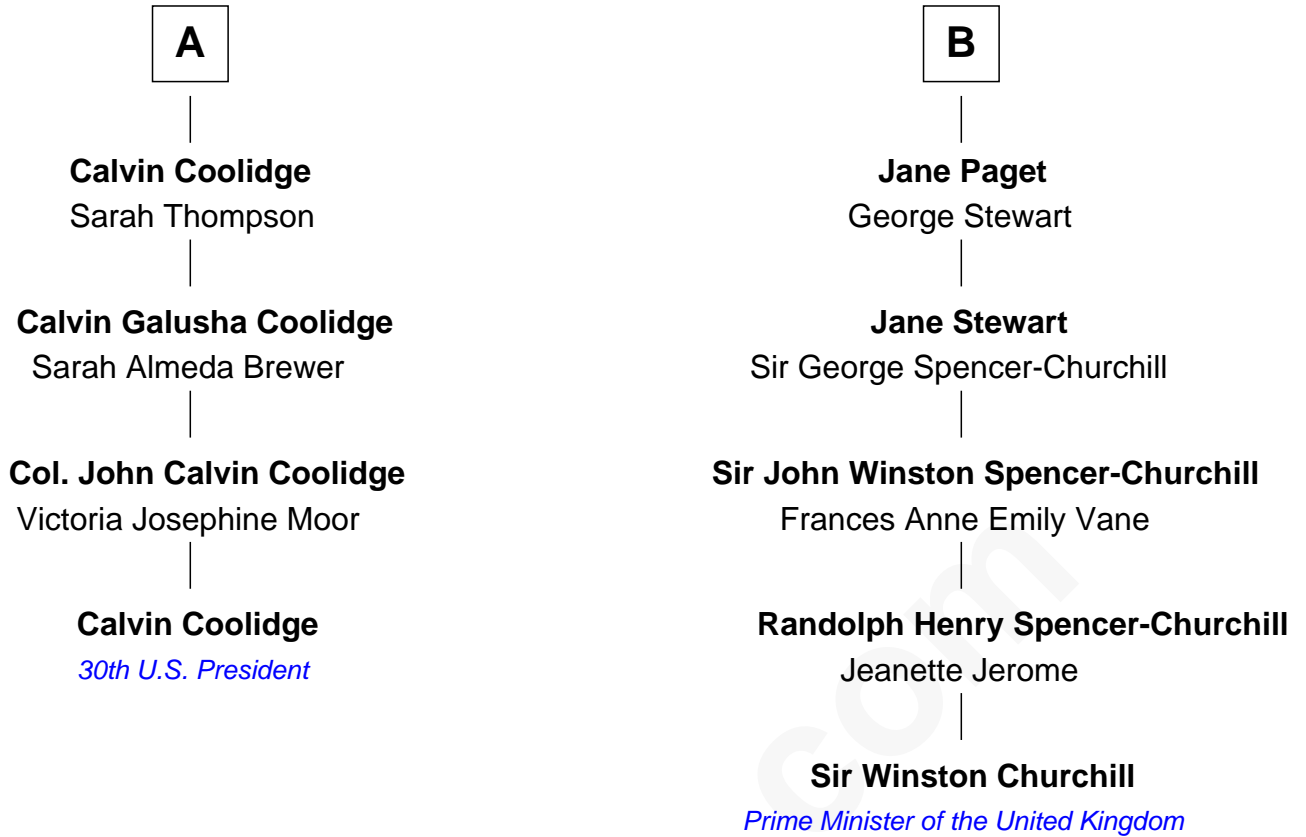 A
Calvin Coolidge
Sarah Thompson
Calvin Galusha Coolidge
Sarah Almeda Brewer
Col. John Calvin Coolidge
Victoria Josephine Moor
Calvin Coolidge
30th U.S. President
B
Jane Paget
George Stewart
Jane Stewart
Sir George Spencer-Churchill
Sir John Winston Spencer-Churchill
Frances Anne Emily Vane
Randolph Henry Spencer-Churchill
Jeanette Jerome
Sir Winston Churchill
Prime Minister of the United Kingdom
com